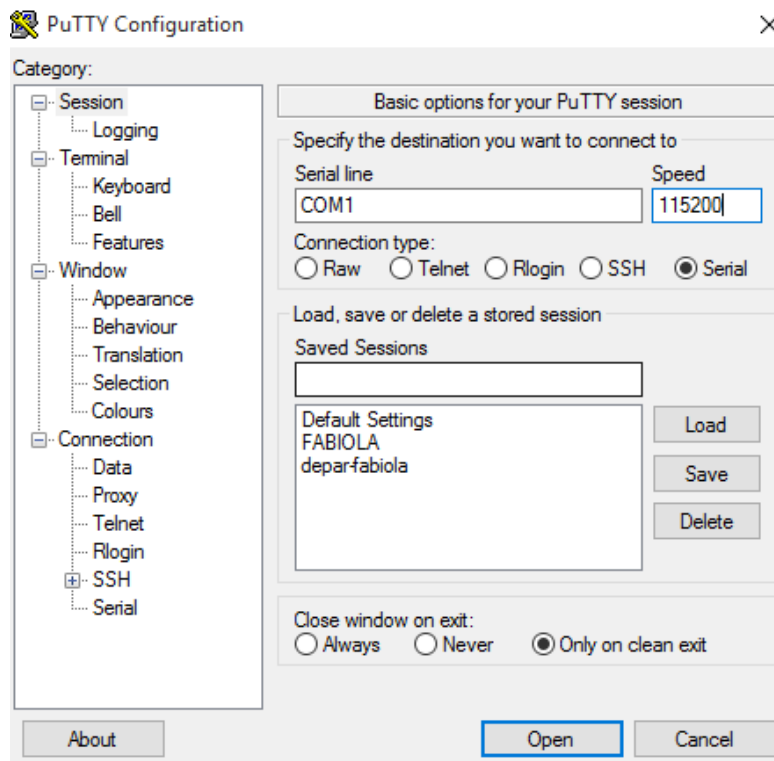 PuTTY Configuration
Category:
Session
Logging
Terminal
Keyboard
Bell
Features
Window
Appearance
Behaviour
Translation
Selection
Colours
Connection
Data
Proxy
Telnet
Rlogin
SSH
Serial
Basic options for your PuTTY session
Specify the destination you want to connect to
Serial line Speed
COM1 115200
Connection type:
Raw Telnet Rlogin SSH Serial
Load, save or delete a stored session
Saved Sessions
Default Settings
FABIOLA
depar-fabiola
Load
Save
Delete
Close window on exit:
Always Never Only on clean exit
About Open Cancel